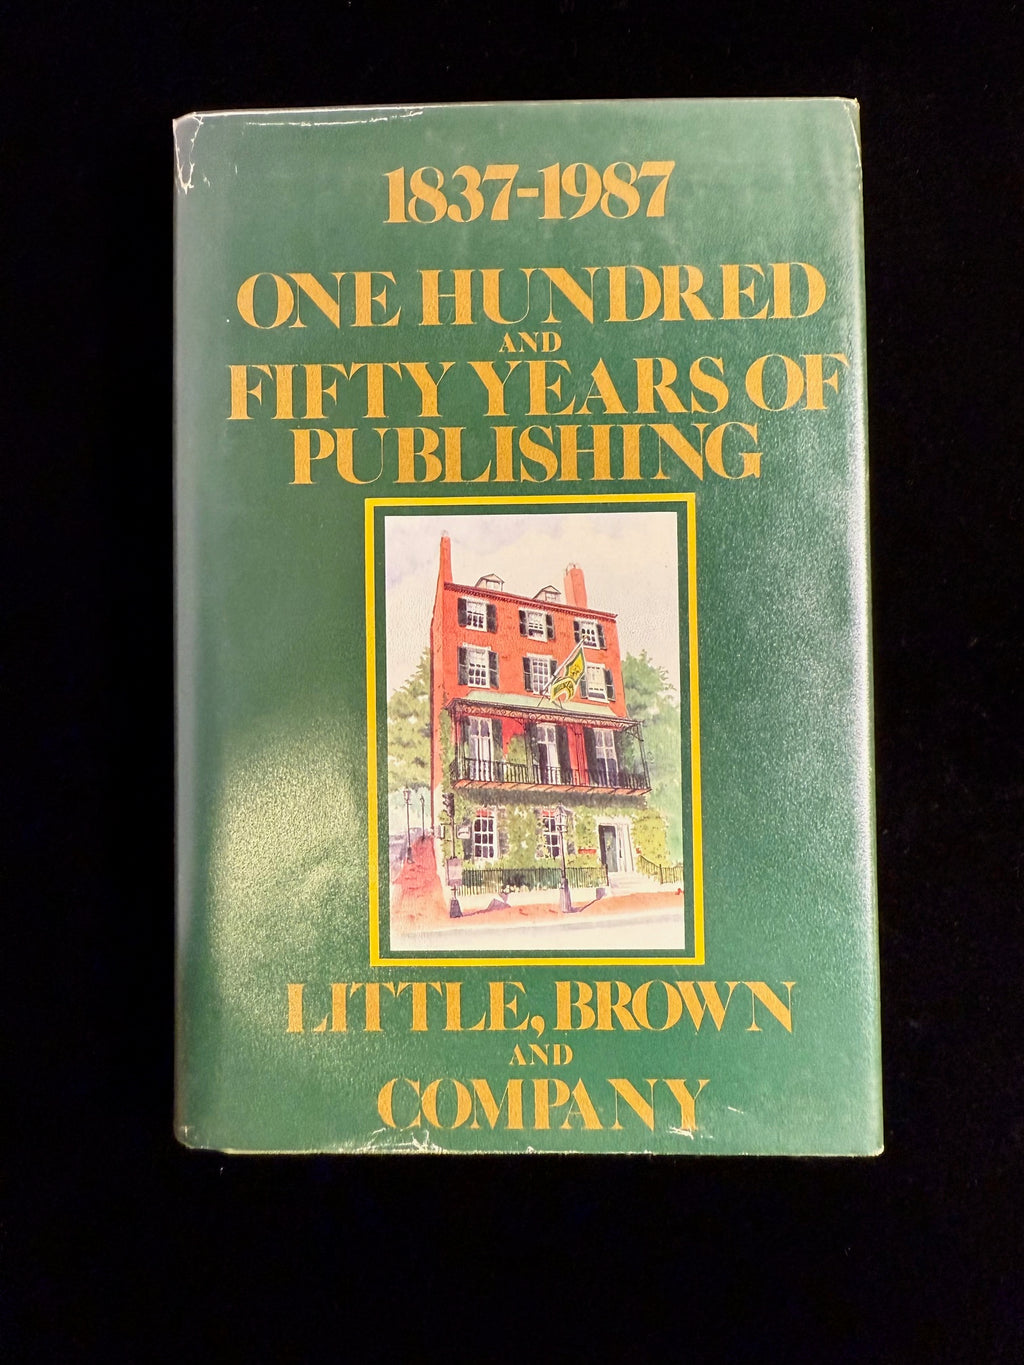 1837-1987
ONE HUNDRED
AND
FIFTY YEARS OF
PUBLISHING
LITTLE, BROWN
AND
COMPANY